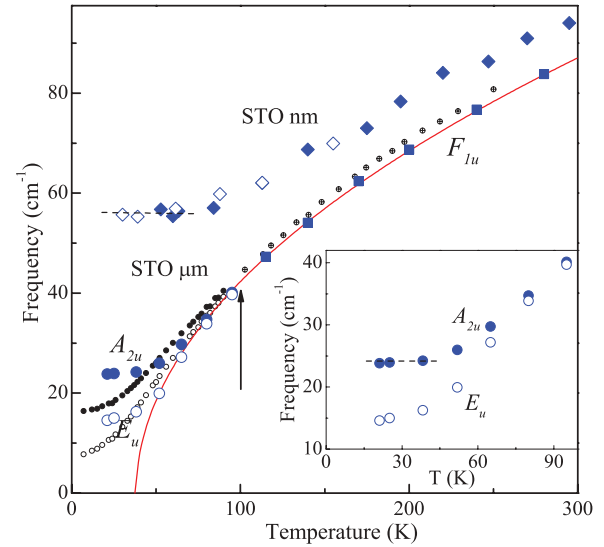 80
60
40
20
0
0
100
200
300
Frequency (cm⁻¹)
Temperature (K)
STO nm
F1u
STO μm
A2u
Eu
40
30
20
10
0
30
60
90
Frequency (cm⁻¹)
T (K)
A2u
Eu